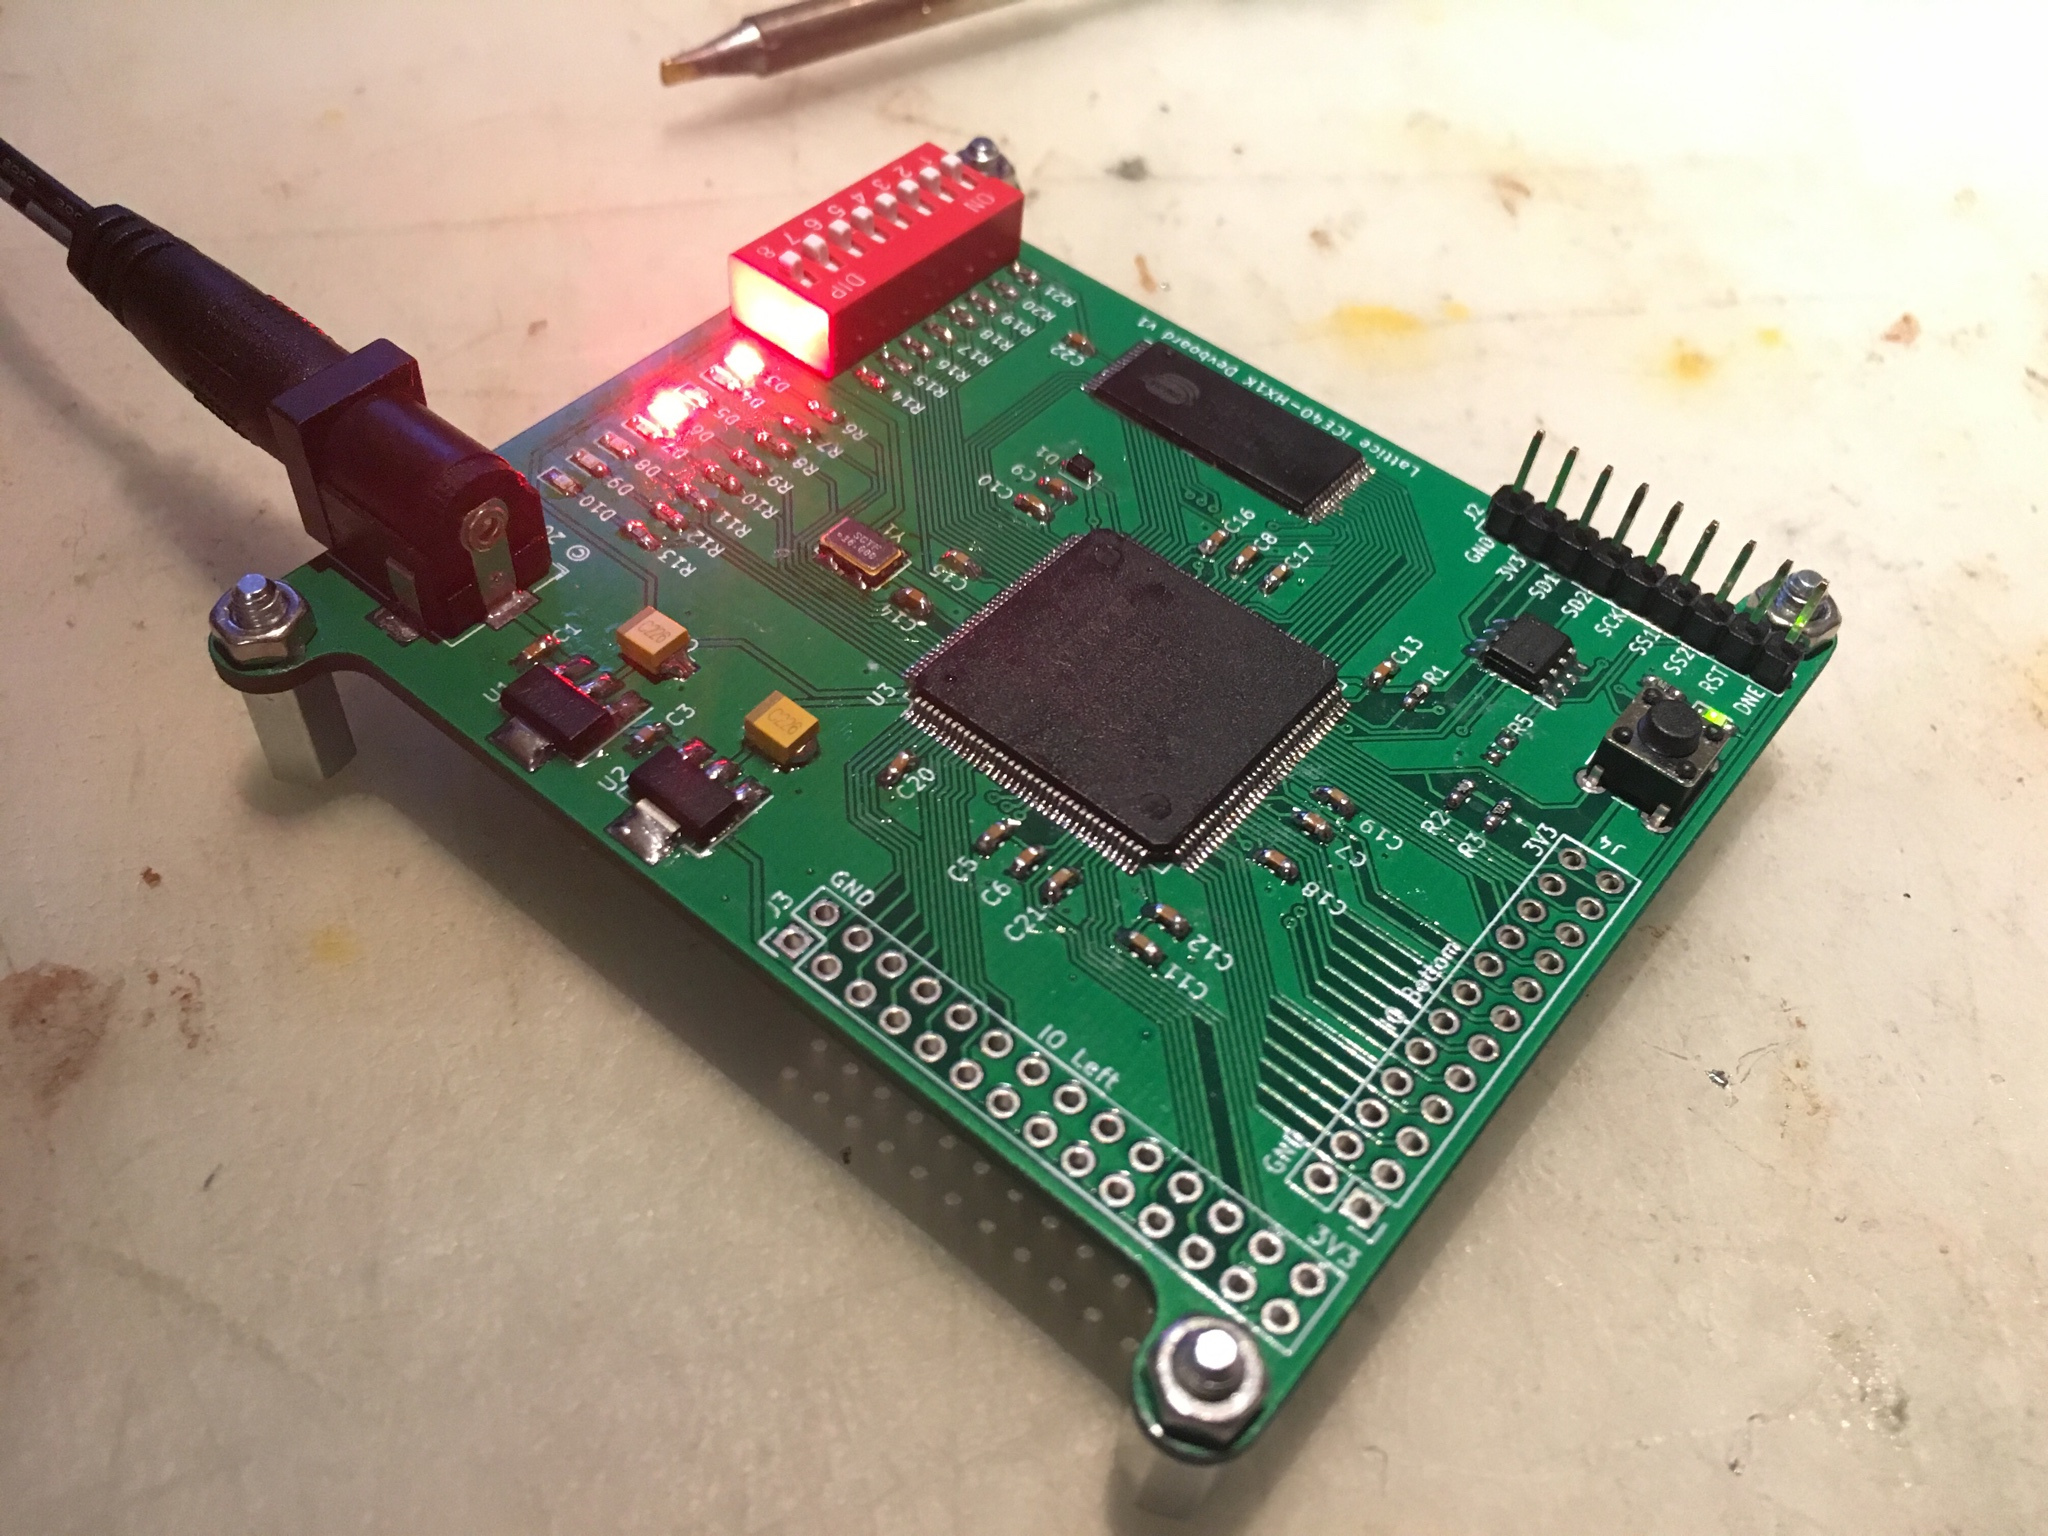 1 2 3 4 5 6 7 8
ON
DIP
R21
R20
R19
R18
R17
R16
R15
R14
C22
Lattice ICE40-HX1K Devboard v1
D3
D4
D5
D8
D9
D10
R6
R7
R8
R9
R10
R11
R12
R13
D1
C9
C10
Y1
C15
C14
C16
C8
C17
J2
GND
3V3
SD1
SD2
SCK
SS1
SS2
RST
DNE
C13
R1
R5
R2
R3
C1
C226
U1
C226
C3
U2
U3
C20
C5
C6
C21
C12
C11
C19
C7
C18
3V3
J4
IO Bottom
GND
J3
GND
IO Left
3V3